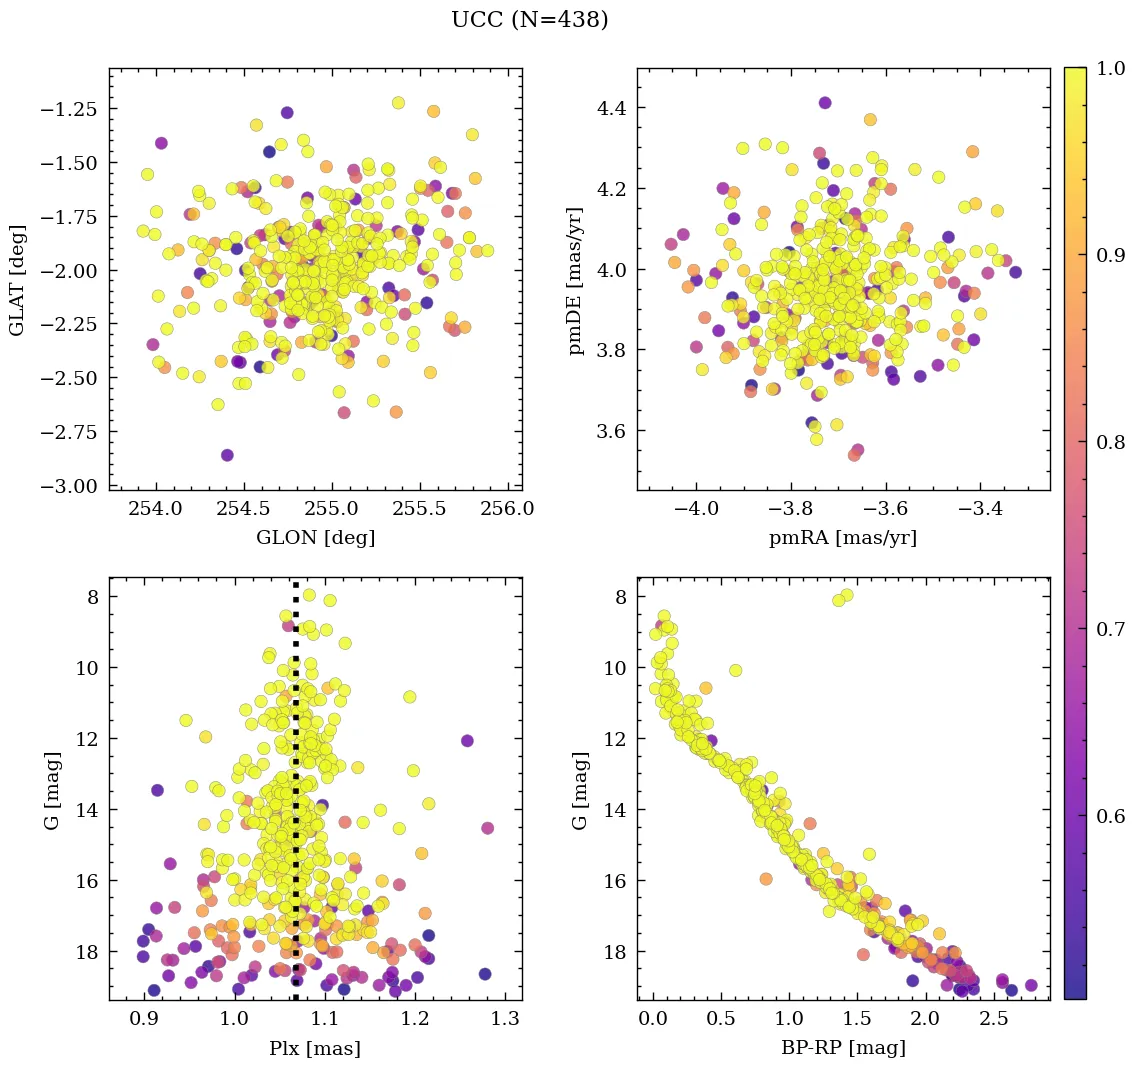 UCC (N=438)
−1.25
−1.50
−1.75
−2.00
−2.25
−2.50
−2.75
−3.00
GLAT [deg]
254.0 254.5 255.0 255.5 256.0
GLON [deg]
4.4
4.2
4.0
3.8
3.6
pmDE [mas/yr]
−4.0 −3.8 −3.6 −3.4
pmRA [mas/yr]
1.0
0.9
0.8
0.7
0.6
8
10
12
14
16
18
G [mag]
0.9 1.0 1.1 1.2 1.3
Plx [mas]
8
10
12
14
16
18
G [mag]
0.0 0.5 1.0 1.5 2.0 2.5
BP-RP [mag]